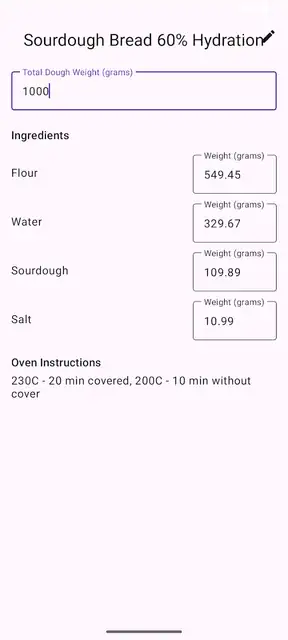 Sourdough Bread 60% Hydration
Total Dough Weight (grams)
1000
Ingredients
Weight (grams)
Flour
549.45
Weight (grams)
Water
329.67
Weight (grams)
Sourdough
109.89
Weight (grams)
Salt
10.99
Oven Instructions
230C - 20 min covered, 200C - 10 min without
cover